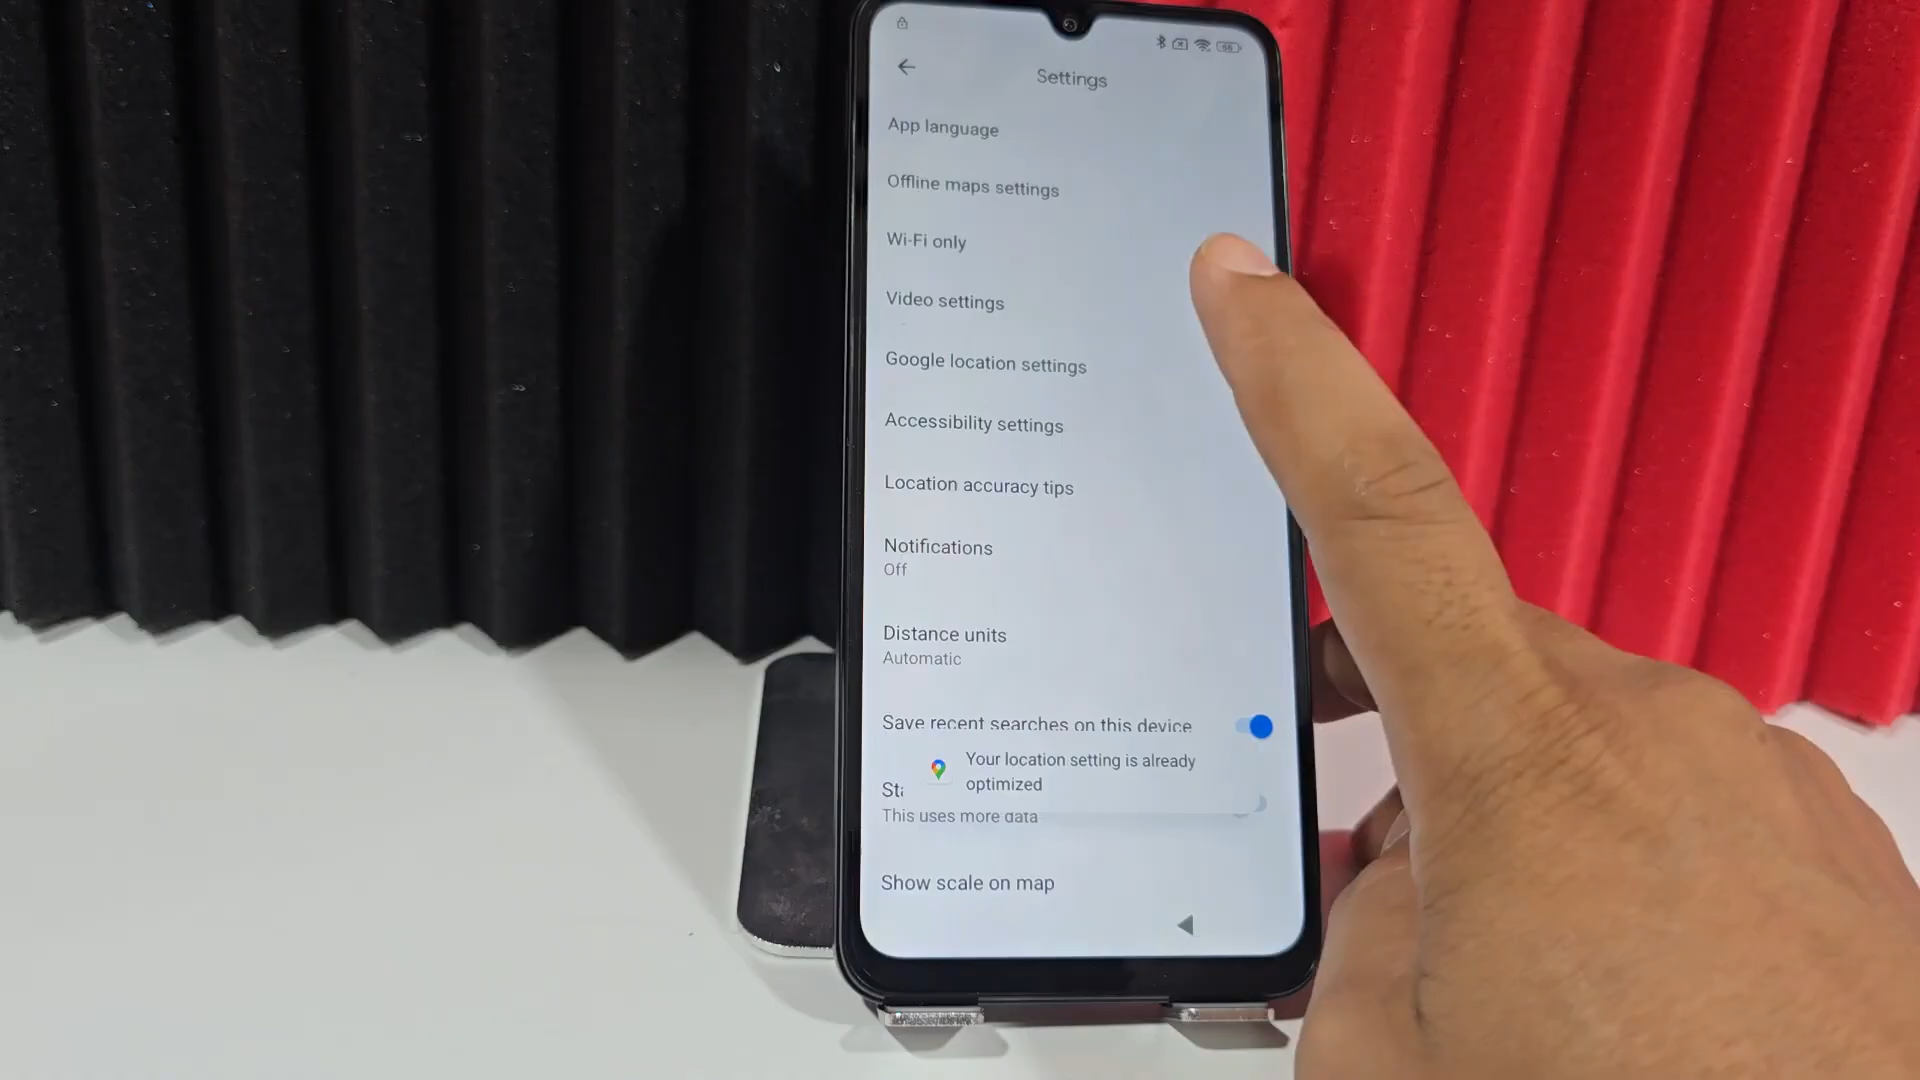 Settings
App language
Offline maps settings
Wi-Fi only
Video settings
Google location settings
Accessibility settings
Location accuracy tips
Notifications
Off
Distance units
Automatic
Save recent searches on this device
Your location setting is already
optimized
This uses more data
Show scale on map